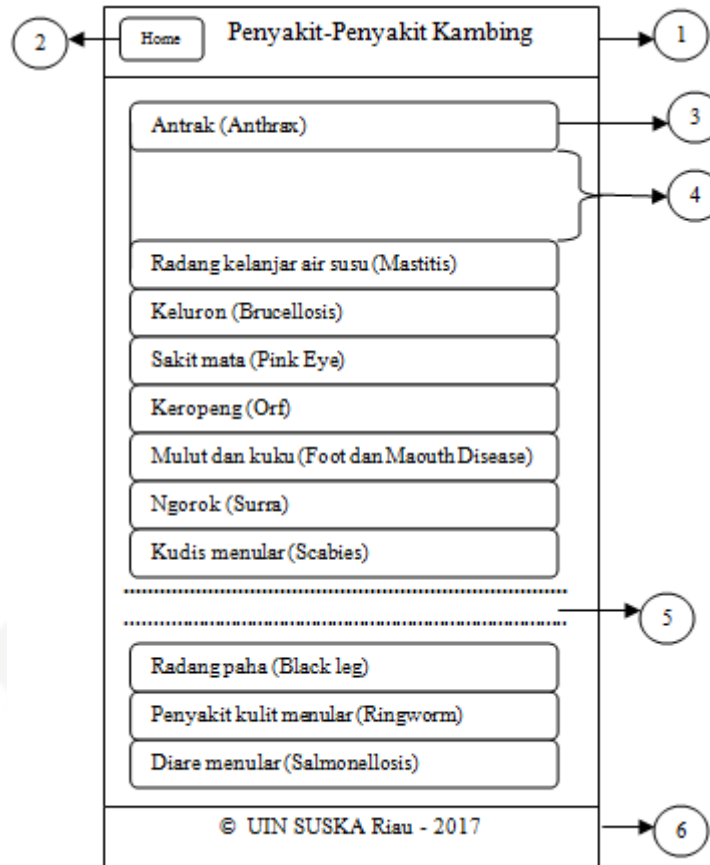 2 Home Penyakit-Penyakit Kambing 1
Antrak (Anthrax) 3
4
Radang kelanjar air susu (Mastitis)
Keluron (Brucellosis)
Sakit mata (Pink Eye)
Keropeng (Orf)
Mulut dan kuku (Foot dan Maouth Disease)
Ngorok (Surra)
Kudis menular (Scabies)
5
Radang paha (Black leg)
Penyakit kulit menular (Ringworm)
Diare menular (Salmonellosis)
© UIN SUSKA Riau - 2017 6